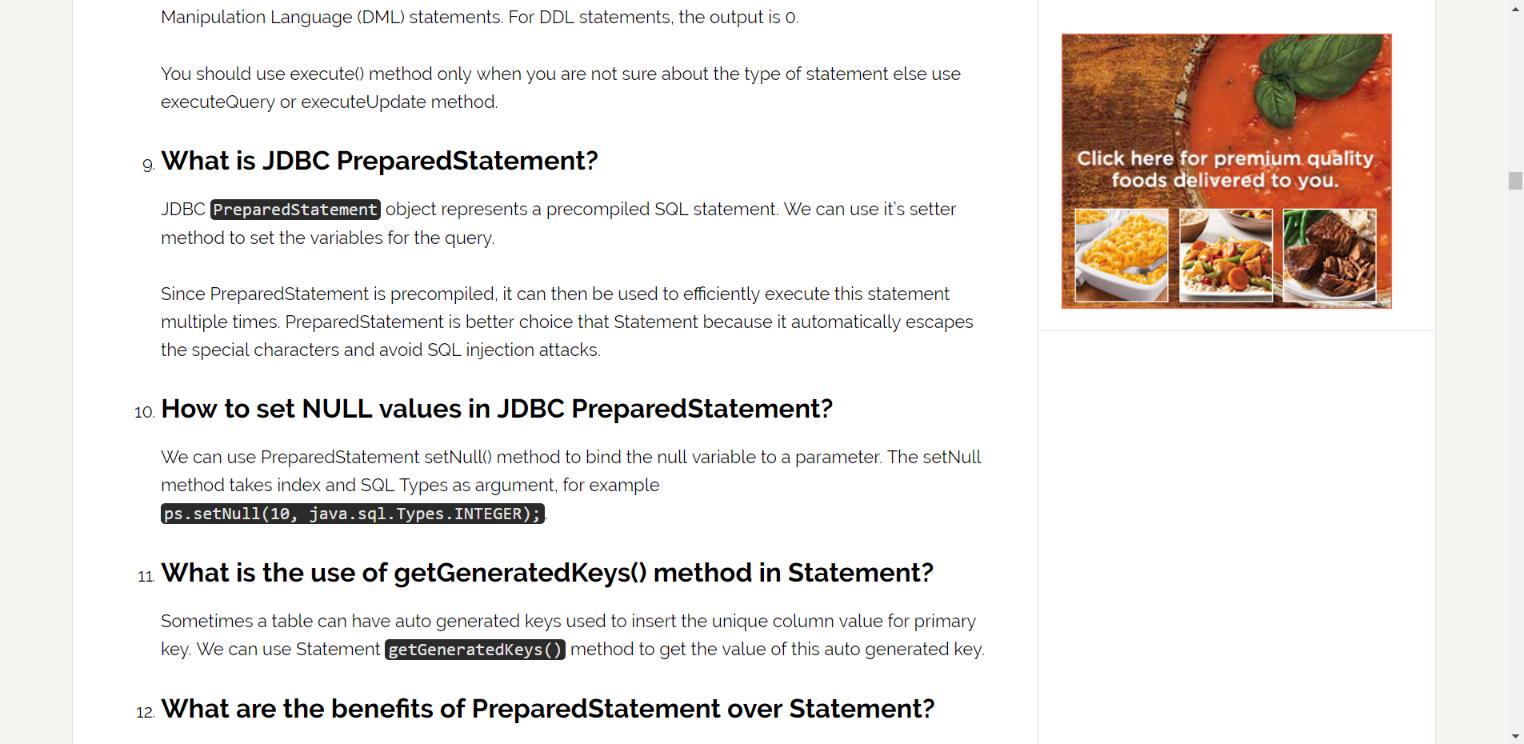 Manipulation Language (DML) statements. For DDL statements, the output is 0.
You should use execute() method only when you are not sure about the type of statement else use
executeQuery or executeUpdate method.
9. What is JDBC PreparedStatement?
JDBC PreparedStatement object represents a precompiled SQL statement. We can use it's setter
method to set the variables for the query.
Since PreparedStatement is precompiled, it can then be used to efficiently execute this statement
multiple times. PreparedStatement is better choice that Statement because it automatically escapes
the special characters and avoid SQL injection attacks.
10. How to set NULL values in JDBC PreparedStatement?
We can use PreparedStatement setNull() method to bind the null variable to a parameter. The setNull
method takes index and SQL Types as argument, for example
ps.setNull(10, java.sql.Types.INTEGER);.
11. What is the use of getGeneratedKeys() method in Statement?
Sometimes a table can have auto generated keys used to insert the unique column value for primary
key. We can use Statement getGeneratedKeys() method to get the value of this auto generated key.
12. What are the benefits of PreparedStatement over Statement?
Click here for premium quality
foods delivered to you.